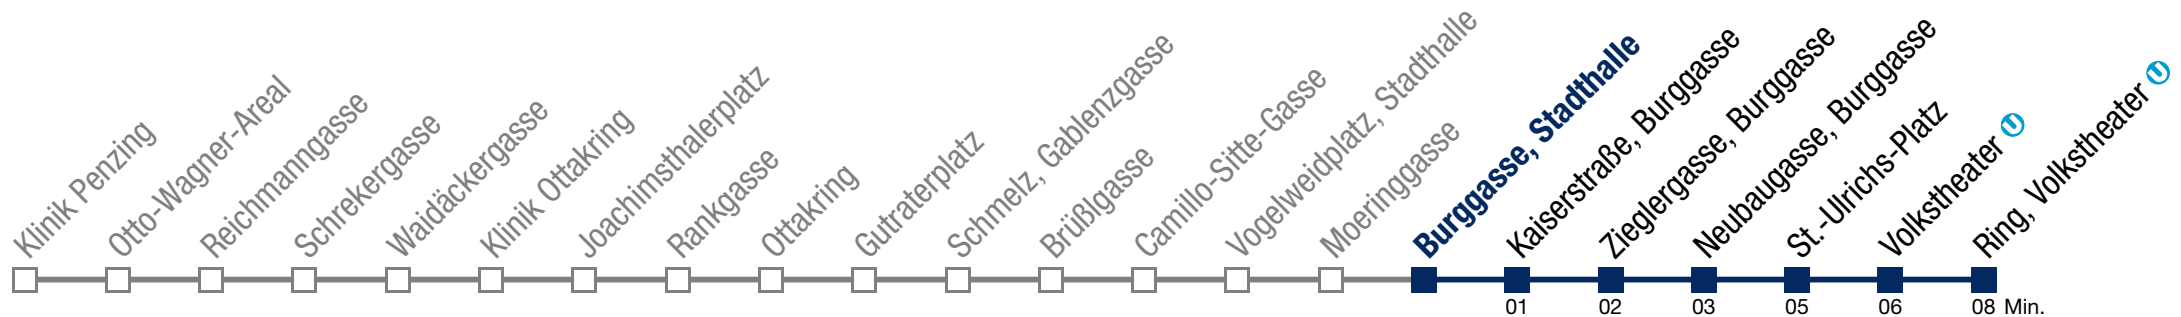 Klinik Penzing
Otto-Wagner-Areal
Reichmanngasse
Schrekergasse
Waidäckergasse
Klinik Ottakring
Joachimsthalerplatz
Rankgasse
Ottakring
Gutraterplatz
Schmelz, Gablenzgasse
Brüßlgasse
Camillo-Sitte-Gasse
Vogelweidplatz, Stadthalle
Moeringgasse
Burggasse, Stadthalle
Kaiserstraße, Burggasse
Zieglergasse, Burggasse
Neubaugasse, Burggasse
St.-Ulrichs-Platz
Volkstheater U
Ring, Volkstheater U
01 02 03 05 06 08 Min.